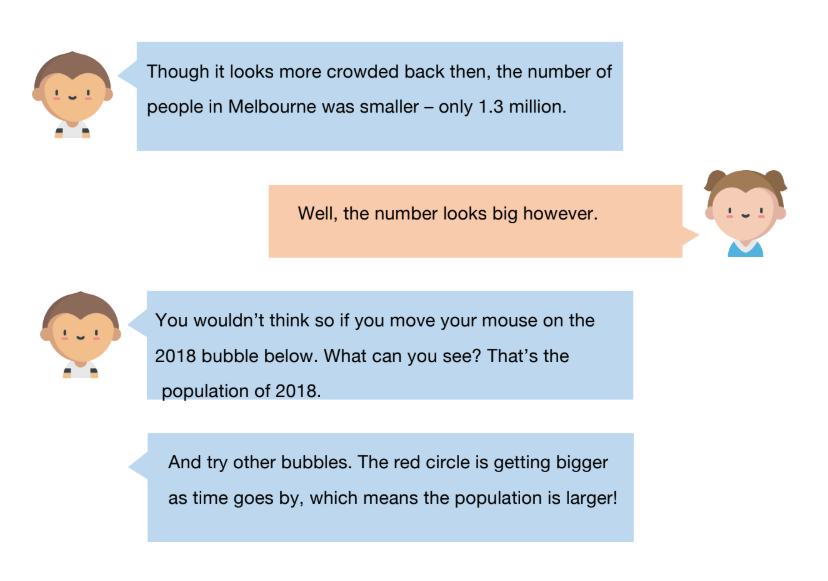 Though it looks more crowded back then, the number of
people in Melbourne was smaller – only 1.3 million.
Well, the number looks big however.
You wouldn’t think so if you move your mouse on the
2018 bubble below. What can you see? That’s the
population of 2018.
And try other bubbles. The red circle is getting bigger
as time goes by, which means the population is larger!